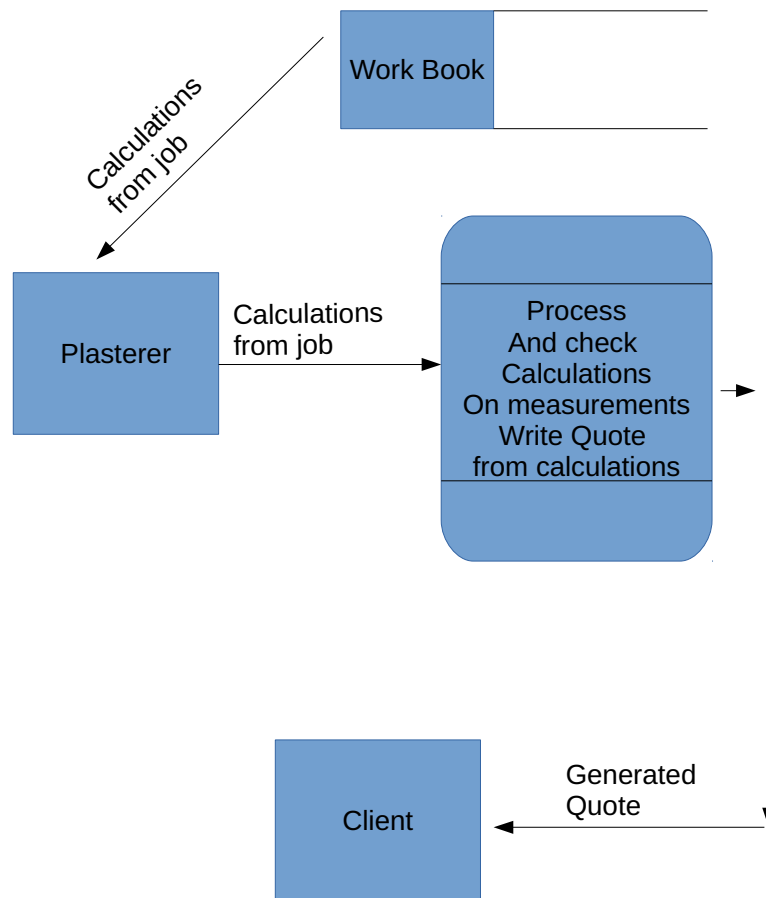 Work Book
Calculations
from job
Plasterer
Calculations
from job
Process
And check
Calculations
On measurements
Write Quote
from calculations
Client
Generated
Quote